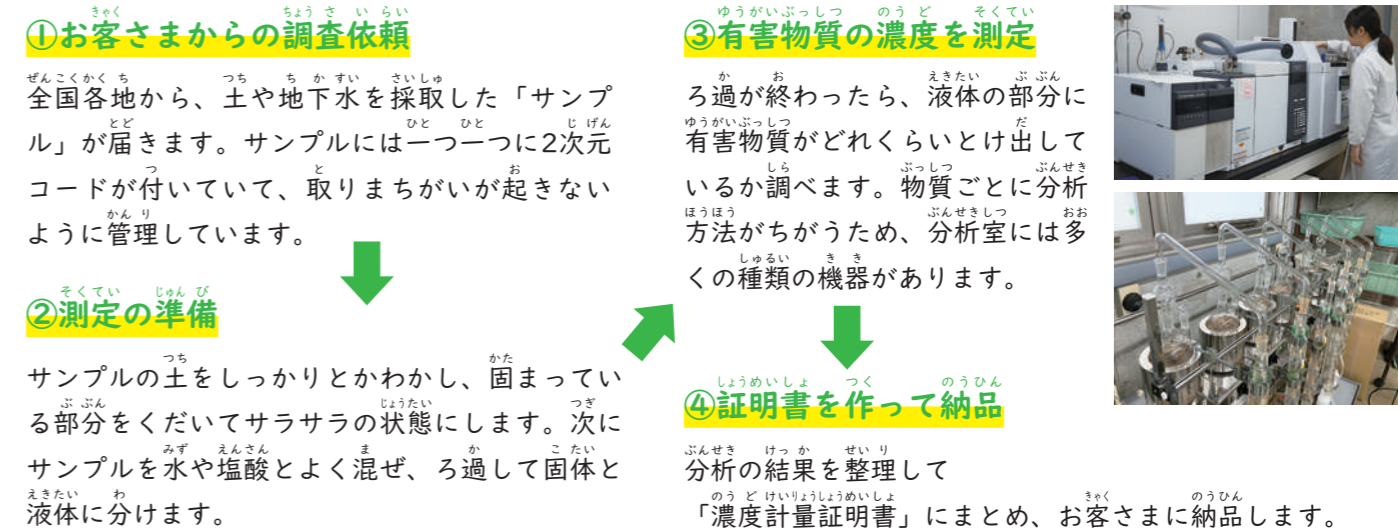 ①お客さまからの調査依頼
全国各地から、土や地下水を採取した「サンプ
ル」が届きます。サンプルには一つ一つに2次元
コードが付いていて、取りまちがいが起きない
ように管理しています。
②測定の準備
サンプルの土をしっかりとかわかし、固まってい
る部分をくだいてサラサラの状態にします。次に
サンプルを水や塩酸とよく混ぜ、ろ過して固体と
液体に分けます。
③有害物質の濃度を測定
ろ過が終わったら、液体の部分に
有害物質がどれくらいとけ出して
いるか調べます。物質ごとに分析
方法がちがうため、分析室には多
くの種類の機器があります。
④証明書を作って納品
分析の結果を整理して
「濃度計量証明書」にまとめ、お客さまに納品します。